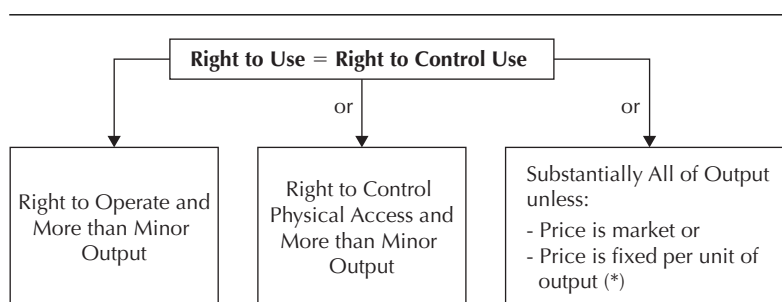 Right to Use = Right to Control Use
or
or
Right to Operate and
More than Minor
Output
Right to Control
Physical Access and
More than Minor
Output
Substantially All of Output
unless:
- Price is market or
- Price is fixed per unit of
output (*)